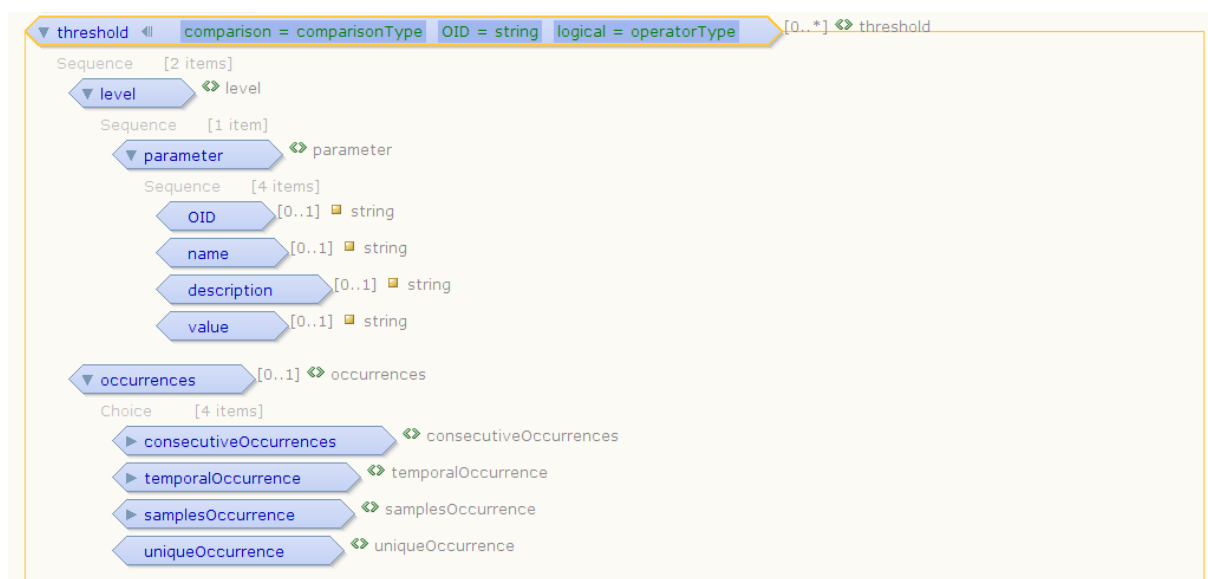 threshold comparison = comparisonType OID = string logical = operatorType [0..*] threshold
Sequence [2 items]
level level
Sequence [1 item]
parameter parameter
Sequence [4 items]
OID [0..1] string
name [0..1] string
description [0..1] string
value [0..1] string
occurrences [0..1] occurrences
Choice [4 items]
consecutiveOccurrences consecutiveOccurrences
temporalOccurrence temporalOccurrence
samplesOccurrence samplesOccurrence
uniqueOccurrence uniqueOccurrence